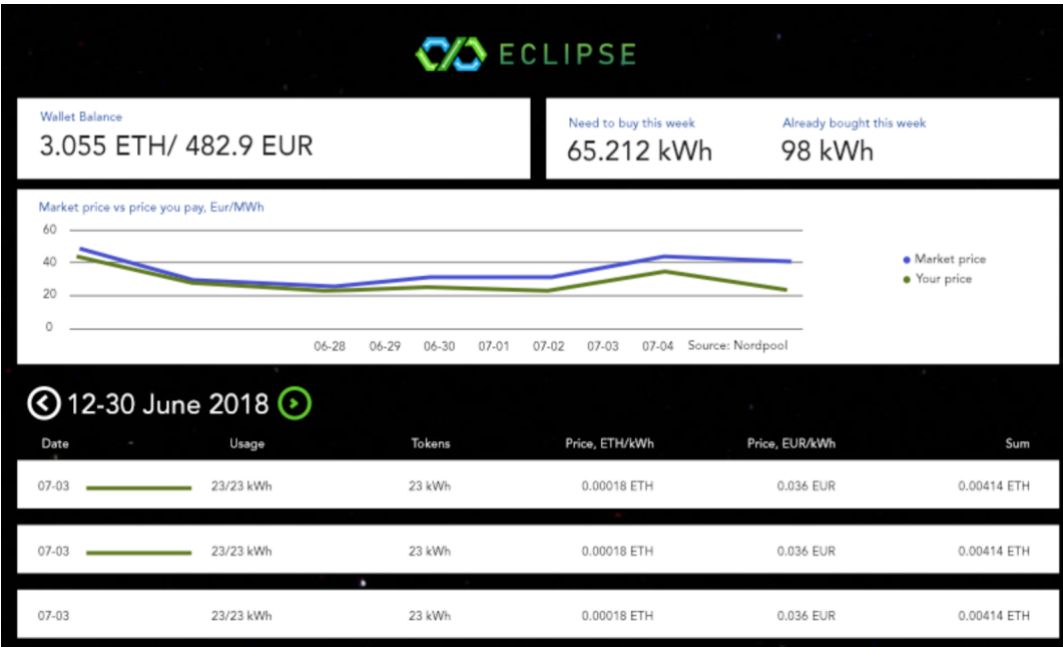 ECLIPSE
Wallet Balance
3.055 ETH/ 482.9 EUR
Need to buy this week
65.212 kWh
Already bought this week
98 kWh
Market price vs price you pay, Eur/MWh
60
40
20
0
Market price
Your price
06-28 06-29 06-30 07-01 07-02 07-03 07-04 Source: Nordpool
12-30 June 2018
Date - Usage Tokens Price, ETH/kWh Price, EUR/kWh Sum
07-03 23/23 kWh 23 kWh 0.00018 ETH 0.036 EUR 0.00414 ETH
07-03 23/23 kWh 23 kWh 0.00018 ETH 0.036 EUR 0.00414 ETH
07-03 23/23 kWh 23 kWh 0.00018 ETH 0.036 EUR 0.00414 ETH